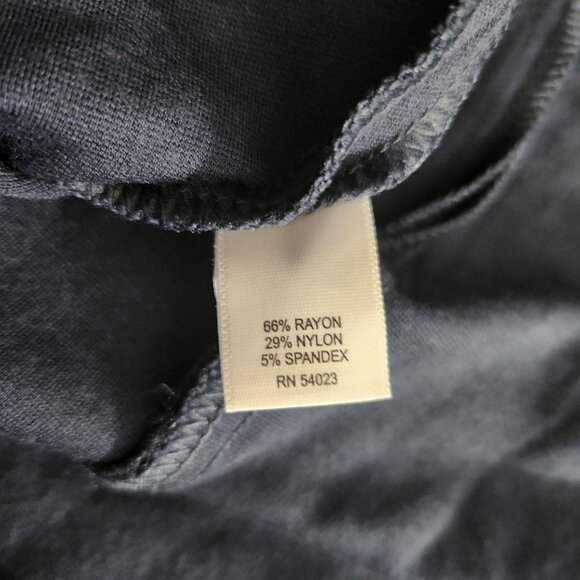 66% RAYON
29% NYLON
5% SPANDEX
RN 54023